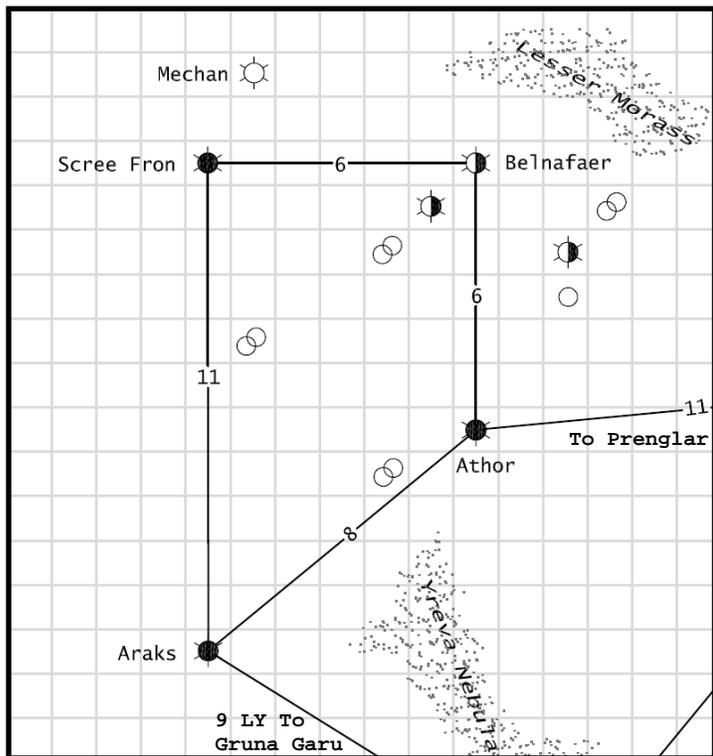 Lesser Morass
Mechan
Scree Fron
6
Belnafaer
6
11
11
To Prenglar
Athor
8
Yreva Nebula
Araks
9 LY To
Gruna Garu